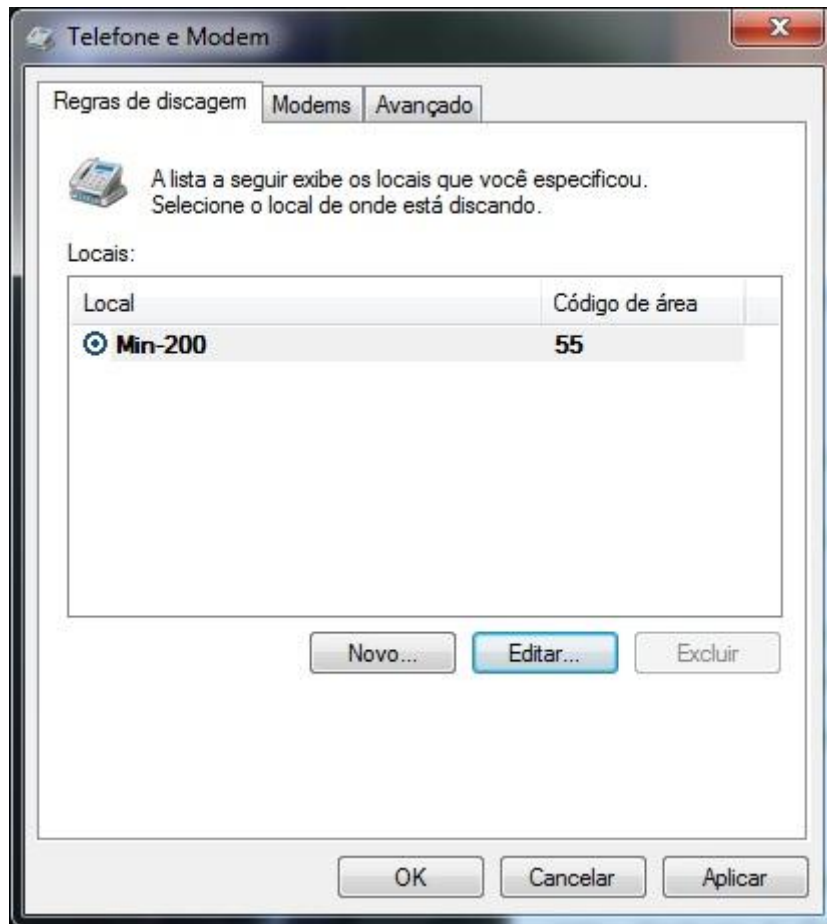 Telefone e Modem
Regras de discagem Modems Avançado
A lista a seguir exibe os locais que você especificou.
Selecione o local de onde está discando.
Locais:
Local Código de área
Min-200 55
Novo... Editar... Excluir
OK Cancelar Aplicar